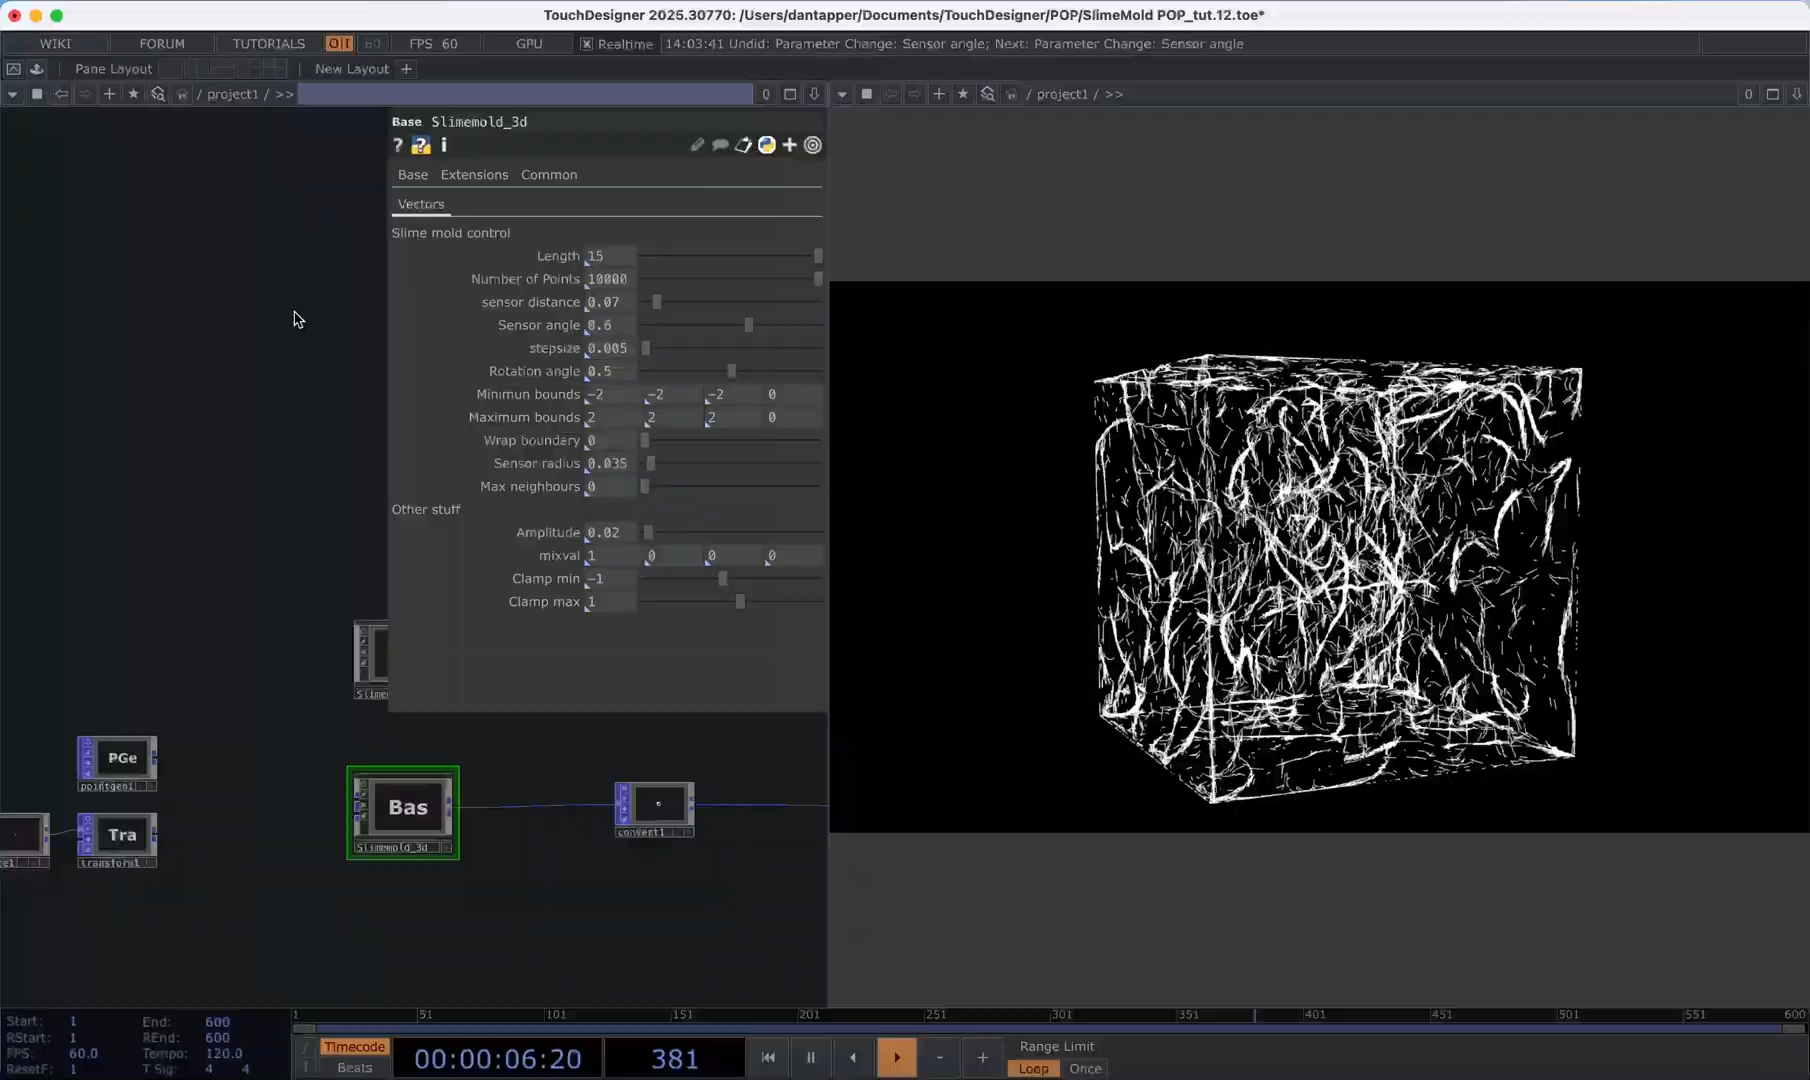 TouchDesigner 2025.30770: /Users/dantapper/Documents/TouchDesigner/POP/SlimeMold POP_tut.12.toe*
WIKI FORUM TUTORIALS O|I 60 FPS 60 GPU Realtime 14:03:41 Undid: Parameter Change: Sensor angle; Next: Parameter Change: Sensor angle
Pane Layout New Layout +
/ project1 / >> 0
/ project1 / >> 0
Base Slimemold_3d
? ? i
Base Extensions Common
Vectors
Slime mold control
Length 15
Number of Points 10000
sensor distance 0.07
Sensor angle 0.6
stepsize 0.005
Rotation angle 0.5
Minimun bounds -2 -2 -2 0
Maximum bounds 2 2 2 0
Wrap boundary 0
Sensor radius 0.035
Max neighbours 0
Other stuff
Amplitude 0.02
mixval 1 0 0 0
Clamp min -1
Clamp max 1
Slime
PGe
pointgen1
Tra
transform1
Bas
Slimemold_3d
convert1
1 51 101 151 201 251 301 351 401 451 501 551 600
Start: 1 End: 600
RStart: 1 REnd: 600
FPS: 60.0 Tempo: 120.0
ResetF: 1 T Sig: 4 4
Timecode
Beats
00:00:06:20
381
- +
Range Limit
Loop Once